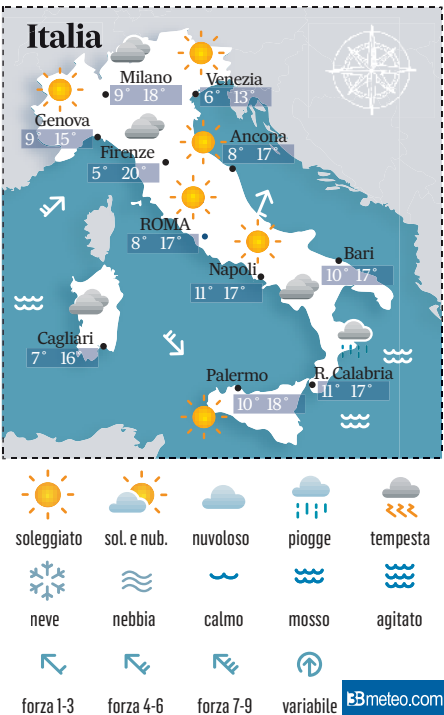 Italia
Milano
9° 18°
Venezia
6° 13°
Genova
9° 15°
Firenze
5° 20°
Ancona
8° 17°
ROMA
8° 17°
Napoli
11° 17°
Bari
10° 17°
Cagliari
7° 16°
Palermo
10° 18°
R. Calabria
11° 17°
soleggiato sol. e nub. nuvoloso piogge tempesta
neve nebbia calmo mosso agitato
forza 1-3 forza 4-6 forza 7-9 variabile
3Bmeteo.com